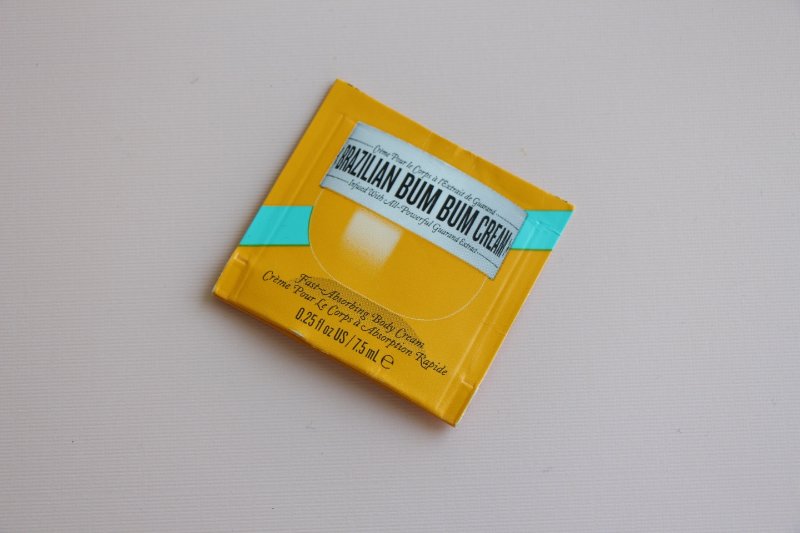 Crème Pour le Corps à l'Extrait de Guarana
BRAZILIAN BUM BUM CREAM
Infused With All-Powerful Guarana Extract
Fast-Absorbing Body Cream
Crème Pour Le Corps à Absorption Rapide
0.25 fl oz US / 7.5 mL ℮